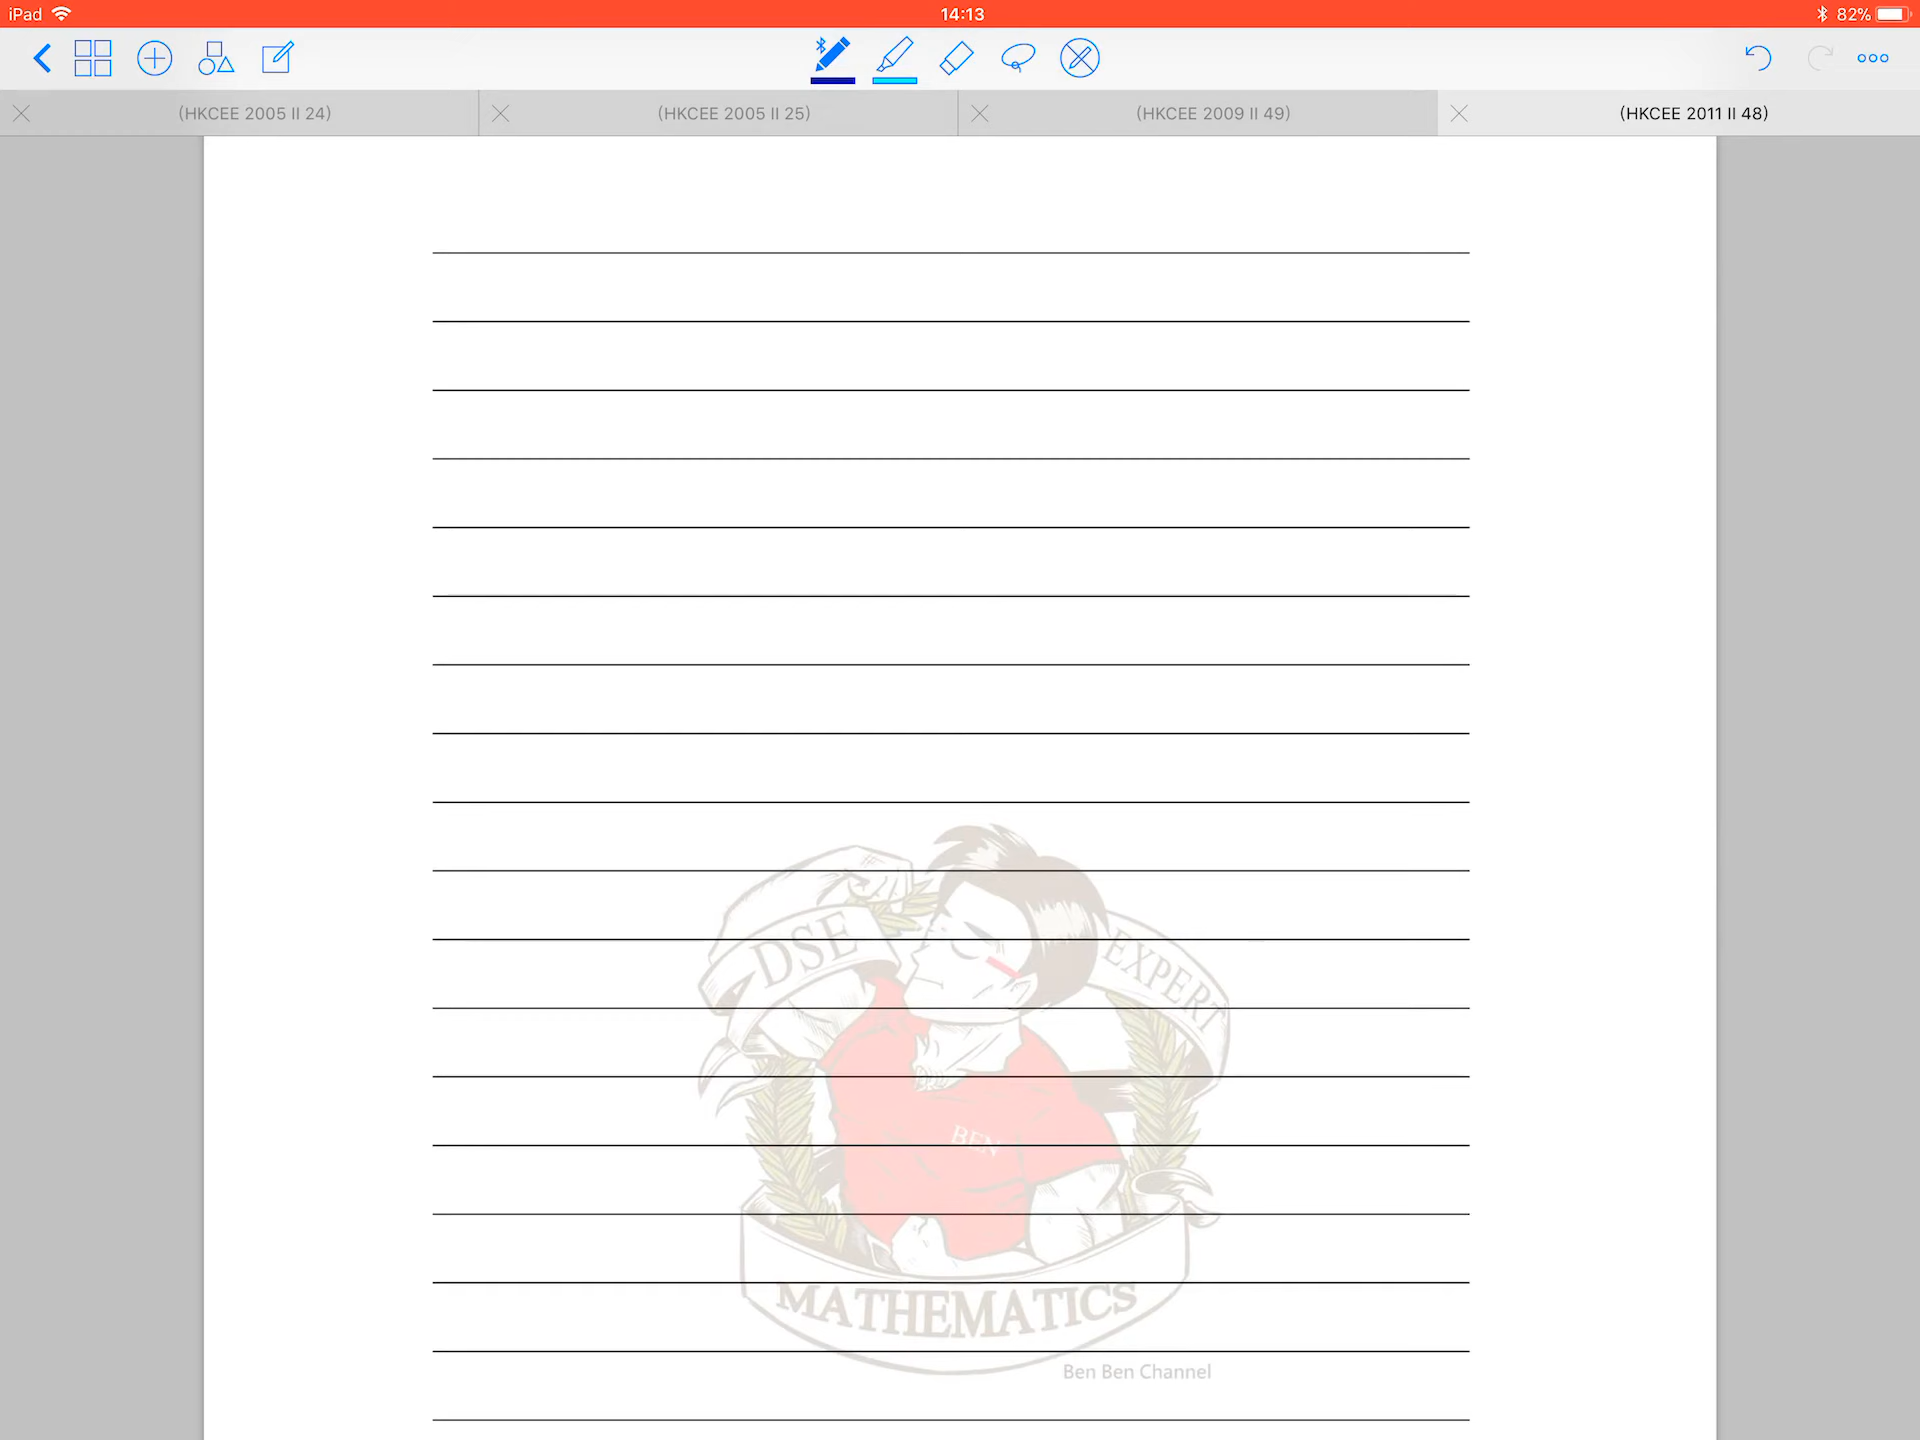 iPad 14:13 82%
(HKCEE 2005 II 24) (HKCEE 2005 II 25) (HKCEE 2009 II 49) (HKCEE 2011 II 48)
DSE EXPERT
BEN
MATHEMATICS
Ben Ben Channel